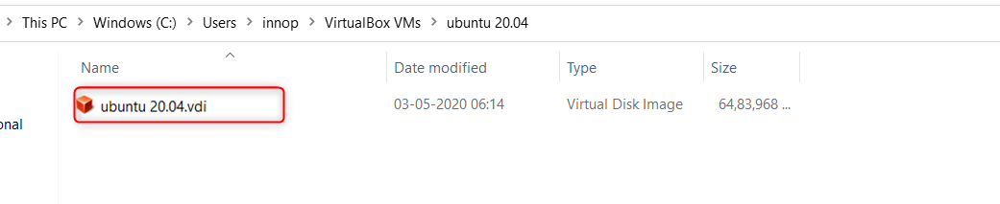 > This PC > Windows (C:) > Users > innop > VirtualBox VMs > ubuntu 20.04
Name Date modified Type Size
ubuntu 20.04.vdi 03-05-2020 06:14 Virtual Disk Image 64,83,968 ...
onal